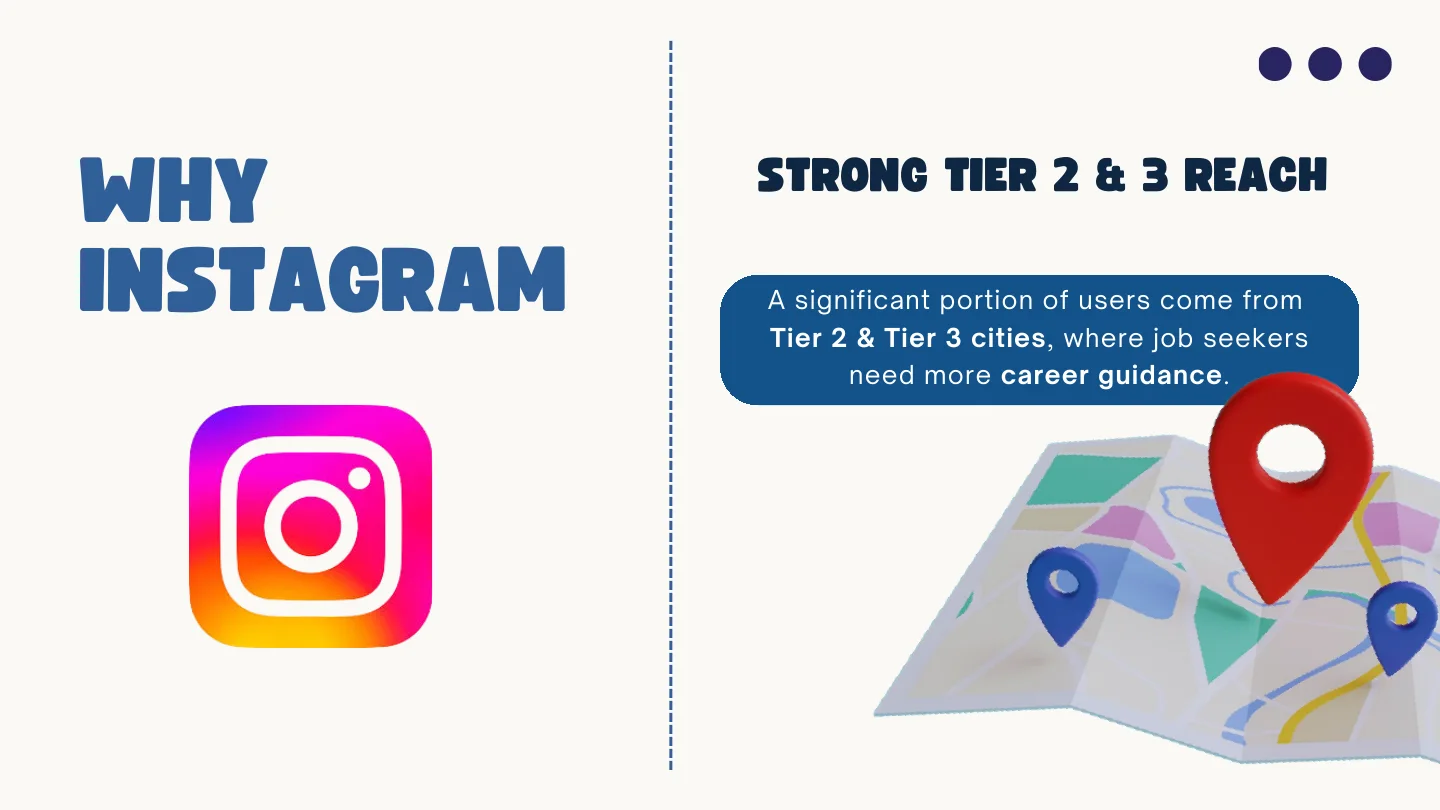 WHY
INSTAGRAM
STRONG TIER 2 & 3 REACH
A significant portion of users come from
Tier 2 & Tier 3 cities, where job seekers
need more career guidance.